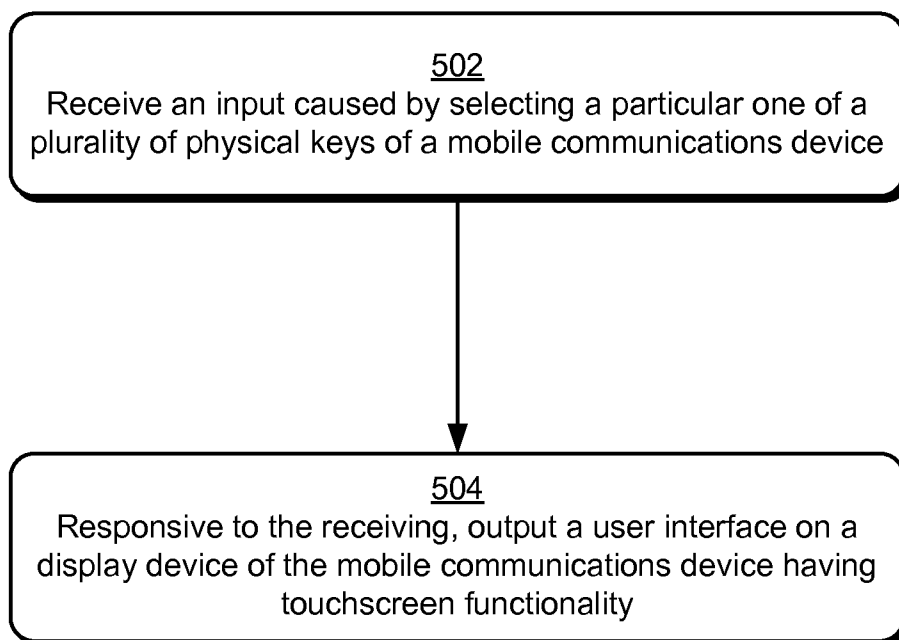 502
Receive an input caused by selecting a particular one of a
plurality of physical keys of a mobile communications device
504
Responsive to the receiving, output a user interface on a
display device of the mobile communications device having
touchscreen functionality